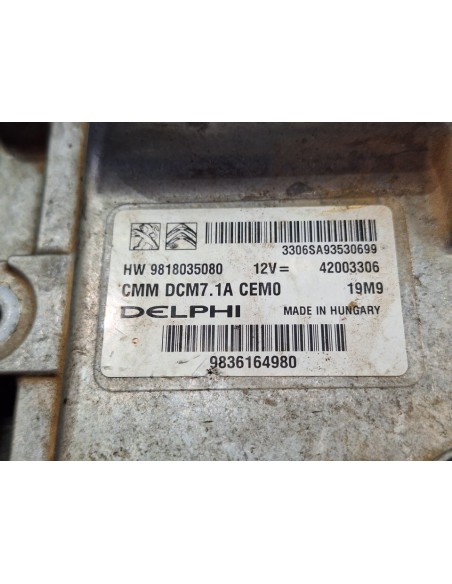 3306SA93530699
HW 9818035080 12V= 42003306
CMM DCM7.1A CEM0 19M9
DELPHI MADE IN HUNGARY
9836164980